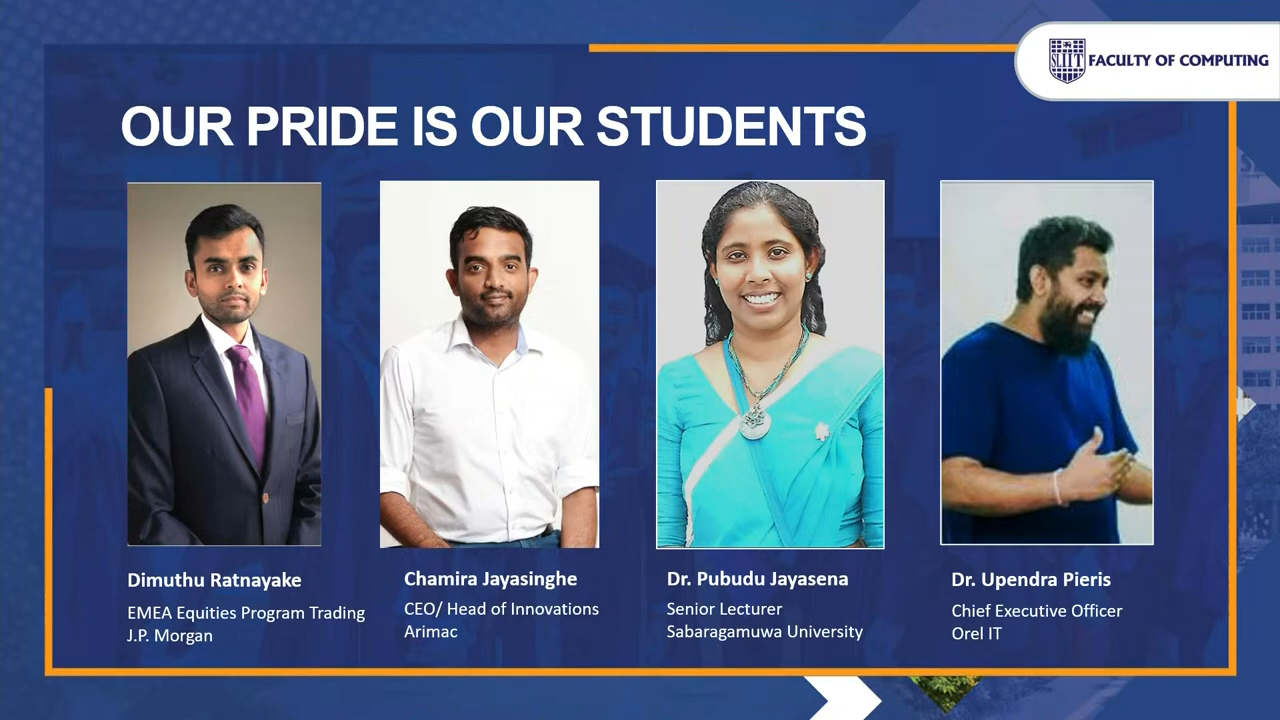 SLIIT FACULTY OF COMPUTING
OUR PRIDE IS OUR STUDENTS
Dimuthu Ratnayake
EMEA Equities Program Trading
J.P. Morgan
Chamira Jayasinghe
CEO/ Head of Innovations
Arimac
Dr. Pubudu Jayasena
Senior Lecturer
Sabaragamuwa University
Dr. Upendra Pieris
Chief Executive Officer
Orel IT